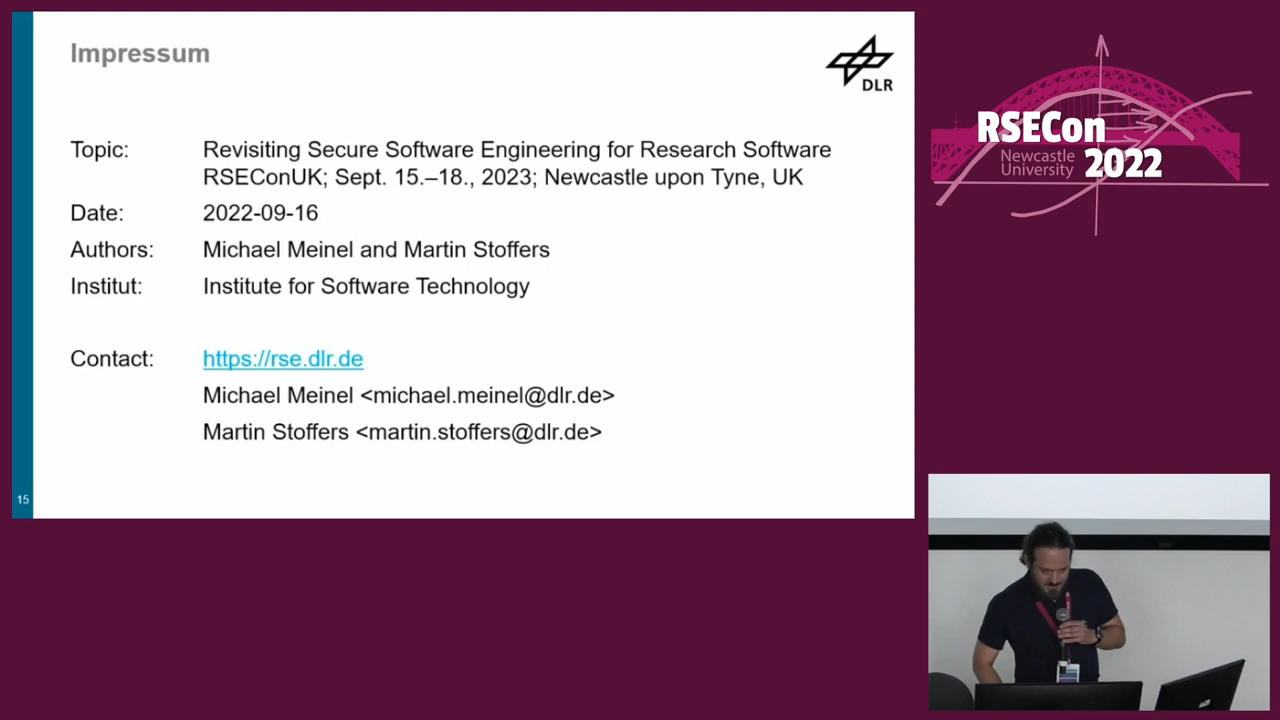 Impressum
DLR
Topic: Revisiting Secure Software Engineering for Research Software
RSEConUK; Sept. 15.–18., 2023; Newcastle upon Tyne, UK
Date: 2022-09-16
Authors: Michael Meinel and Martin Stoffers
Institut: Institute for Software Technology
Contact: https://rse.dlr.de
Michael Meinel <michael.meinel@dlr.de>
Martin Stoffers <martin.stoffers@dlr.de>
15
RSECon
Newcastle
University 2022